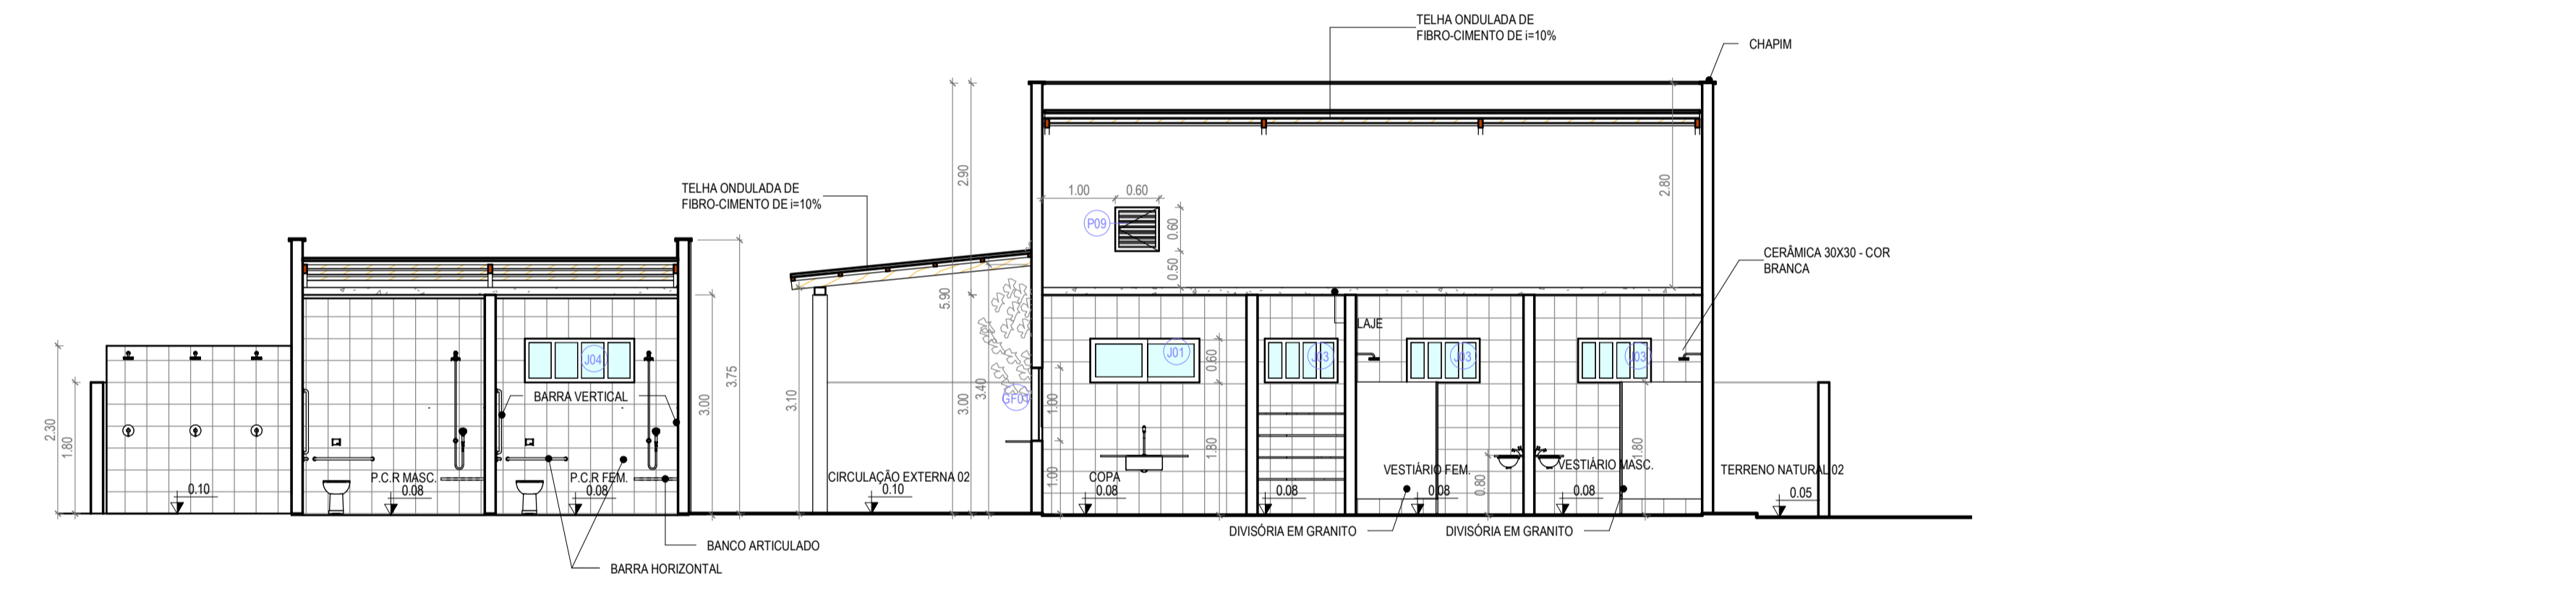 TELHA ONDULADA DE
FIBRO-CIMENTO DE i=10%
CHAPIM
2.90
2.80
TELHA ONDULADA DE
FIBRO-CIMENTO DE i=10%
1.00
0.60
P09
0.60
0.50
CERÂMICA 30X30 - COR
BRANCA
5.90
LAJE
J04
J01
J03
J03
J03
0.60
3.75
3.10
3.00
3.00
3.40
GF01
1.00
BARRA VERTICAL
2.30
1.80
1.80
1.80
0.80
1.00
P.C.R MASC.
0.08
P.C.R FEM.
0.08
0.10
CIRCULAÇÃO EXTERNA 02
0.10
COPA
0.08
0.08
VESTIÁRIO FEM.
0.08
VESTIÁRIO MASC.
0.08
TERRENO NATURAL 02
0.05
DIVISÓRIA EM GRANITO
DIVISÓRIA EM GRANITO
BANCO ARTICULADO
BARRA HORIZONTAL